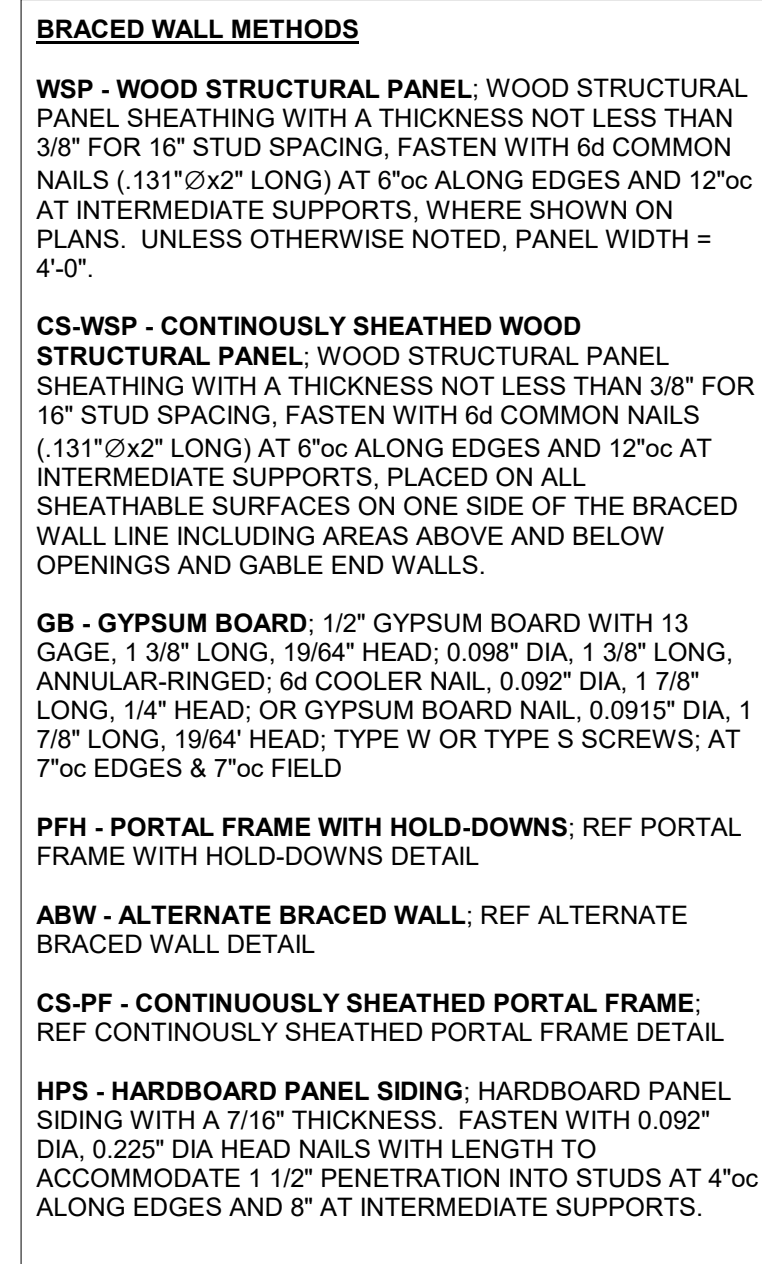 BRACED WALL METHODS
WSP - WOOD STRUCTURAL PANEL; WOOD STRUCTURAL
PANEL SHEATHING WITH A THICKNESS NOT LESS THAN
3/8" FOR 16" STUD SPACING, FASTEN WITH 6d COMMON
NAILS (.131"∅x2" LONG) AT 6"oc ALONG EDGES AND 12"oc
AT INTERMEDIATE SUPPORTS, WHERE SHOWN ON
PLANS.  UNLESS OTHERWISE NOTED, PANEL WIDTH =
4'-0".
CS-WSP - CONTINOUSLY SHEATHED WOOD
STRUCTURAL PANEL; WOOD STRUCTURAL PANEL
SHEATHING WITH A THICKNESS NOT LESS THAN 3/8" FOR
16" STUD SPACING, FASTEN WITH 6d COMMON NAILS
(.131"∅x2" LONG) AT 6"oc ALONG EDGES AND 12"oc AT
INTERMEDIATE SUPPORTS, PLACED ON ALL
SHEATHABLE SURFACES ON ONE SIDE OF THE BRACED
WALL LINE INCLUDING AREAS ABOVE AND BELOW
OPENINGS AND GABLE END WALLS.
GB - GYPSUM BOARD; 1/2" GYPSUM BOARD WITH 13
GAGE, 1 3/8" LONG, 19/64" HEAD; 0.098" DIA, 1 3/8" LONG,
ANNULAR-RINGED; 6d COOLER NAIL, 0.092" DIA, 1 7/8"
LONG, 1/4" HEAD; OR GYPSUM BOARD NAIL, 0.0915" DIA, 1
7/8" LONG, 19/64' HEAD; TYPE W OR TYPE S SCREWS; AT
7"oc EDGES & 7"oc FIELD
PFH - PORTAL FRAME WITH HOLD-DOWNS; REF PORTAL
FRAME WITH HOLD-DOWNS DETAIL
ABW - ALTERNATE BRACED WALL; REF ALTERNATE
BRACED WALL DETAIL
CS-PF - CONTINUOUSLY SHEATHED PORTAL FRAME;
REF CONTINOUSLY SHEATHED PORTAL FRAME DETAIL
HPS - HARDBOARD PANEL SIDING; HARDBOARD PANEL
SIDING WITH A 7/16" THICKNESS.  FASTEN WITH 0.092"
DIA, 0.225" DIA HEAD NAILS WITH LENGTH TO
ACCOMMODATE 1 1/2" PENETRATION INTO STUDS AT 4"oc
ALONG EDGES AND 8" AT INTERMEDIATE SUPPORTS.